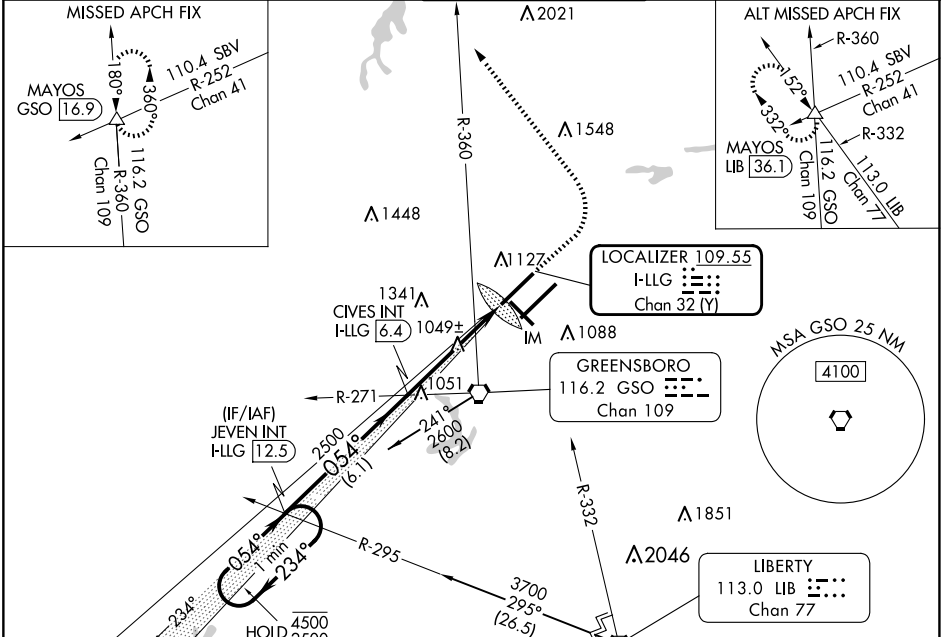 MISSED APCH FIX
110.4 SBV
R-252
Chan 41
180°
360°
MAYOS
GSO 16.9
116.2 GSO
R-360
Chan 109
2021
R-360
1548
1448
1127
1341
CIVES INT
I-LLG 6.4
1049±
IM
LOCALIZER 109.55
I-LLG
Chan 32 (Y)
1088
1051
R-271
GREENSBORO
116.2 GSO
Chan 109
241°
2600
(8.2)
(IF/IAF)
JEVEN INT
I-LLG 12.5
2500
054°
(6.1)
R-295
054°
1 min
234°
234°
HOLD 4500
3700
295°
(26.5)
R-332
1851
2046
LIBERTY
113.0 LIB
Chan 77
ALT MISSED APCH FIX
R-360
110.4 SBV
R-252
Chan 41
152°
332°
R-332
MAYOS
LIB 36.1
116.2 GSO
Chan 109
113.0 LIB
Chan 77
MSA GSO 25 NM
4100